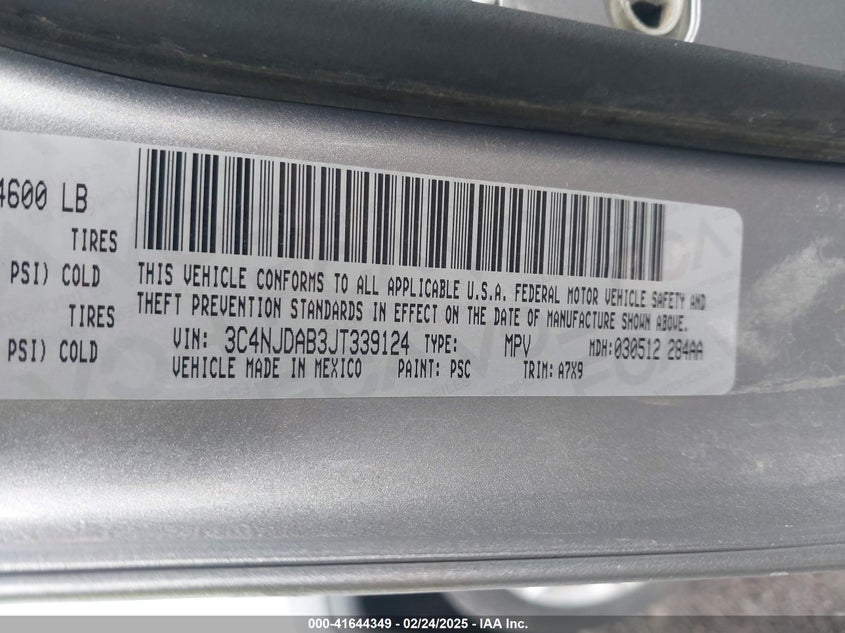 4600 LB
TIRES
PSI) COLD
TIRES
PSI) COLD
THIS VEHICLE CONFORMS TO ALL APPLICABLE U.S.A. FEDERAL MOTOR VEHICLE SAFETY AND
THEFT PREVENTION STANDARDS IN EFFECT ON THE DATE OF MANUFACTURE SHOWN ABOVE.
VIN: 3C4NJDAB3JT339124 TYPE: MPV MDH:030512 284AA
VEHICLE MADE IN MEXICO PAINT: PSC TRIM: A7X9
000-41644349 - 02/24/2025 - IAA Inc.